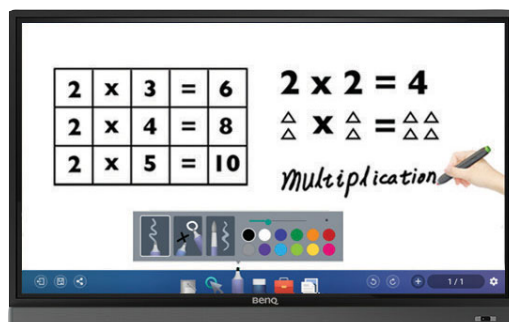 2 x 3 = 6
2 x 4 = 8
2 x 5 = 10
2 x 2 = 4
x =
multiplication
1/1
BenQ